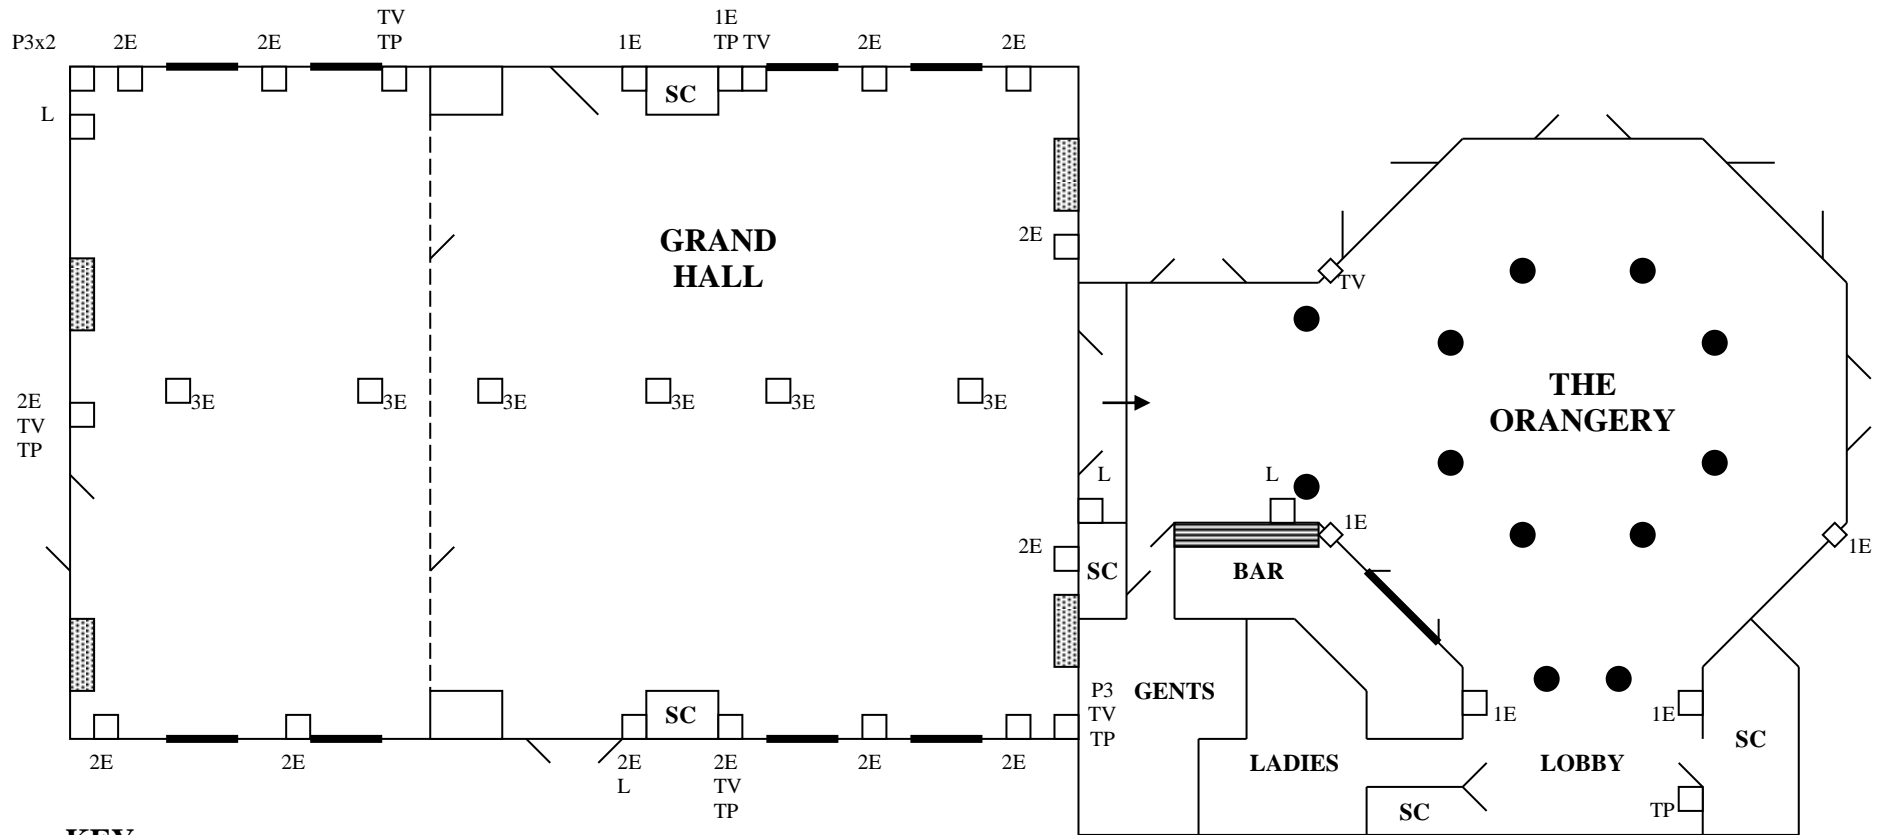 TV
1E
P3x2
2E
2E
TP
1E
TP TV
2E
2E
SC
L
GRAND
HALL
2E
TV
THE
ORANGERY
3E
3E
3E
3E
3E
3E
2E
TV
TP
L
L
1E
2E
1E
SC
BAR
P3
TV
TP
GENTS
SC
1E
1E
SC
LADIES
LOBBY
2E
2E
2E
L
2E
TV
TP
2E
2E
SC
TP
KEY